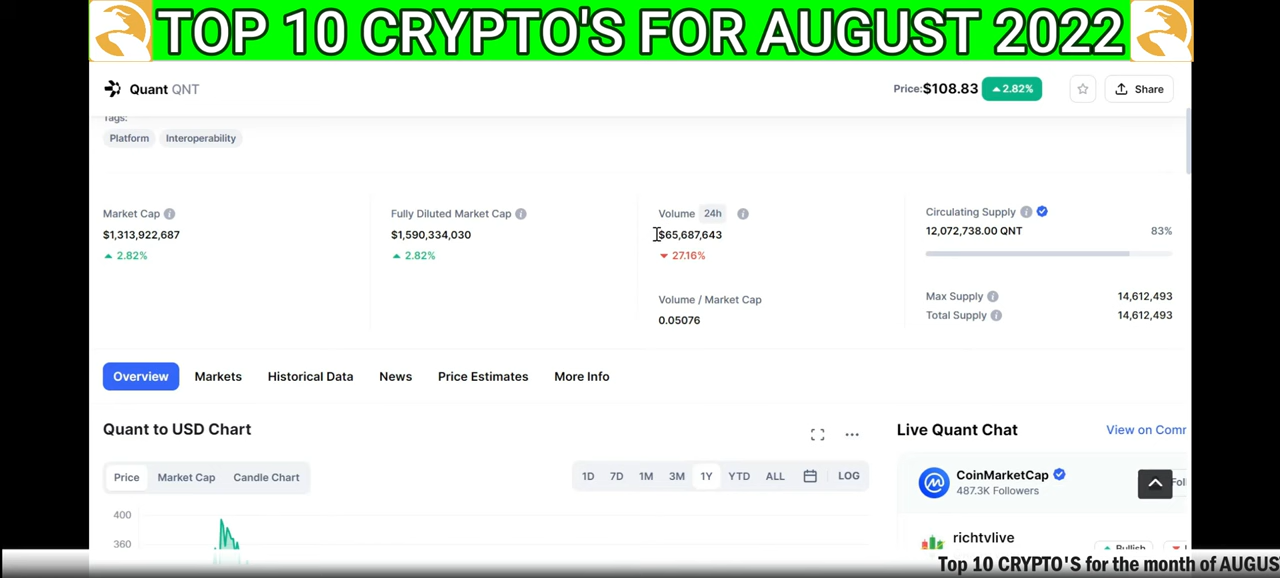 TOP 10 CRYPTO'S FOR AUGUST 2022
Quant QNT
Price:$108.83
2.82%
Share
Tags:
Platform
Interoperability
Market Cap
$1,313,922,687
2.82%
Fully Diluted Market Cap
$1,590,334,030
2.82%
Volume 24h
$65,687,643
27.16%
Volume / Market Cap
0.05076
Circulating Supply
12,072,738.00 QNT 83%
Max Supply 14,612,493
Total Supply 14,612,493
Overview Markets Historical Data News Price Estimates More Info
Quant to USD Chart
Price Market Cap Candle Chart
1D 7D 1M 3M 1Y YTD ALL LOG
400
360
Live Quant Chat
View on Comm
CoinMarketCap
487.3K Followers
Fol
richtvlive
Bullish
Top 10 CRYPTO'S for the month of AUGUS